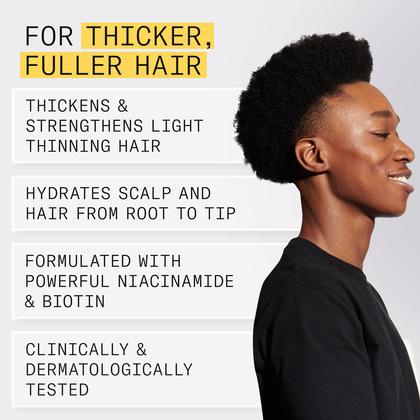 FOR THICKER,
FULLER HAIR
THICKENS &
STRENGTHENS LIGHT
THINNING HAIR
HYDRATES SCALP AND
HAIR FROM ROOT TO TIP
FORMULATED WITH
POWERFUL NIACINAMIDE
& BIOTIN
CLINICALLY &
DERMATOLOGICALLY
TESTED